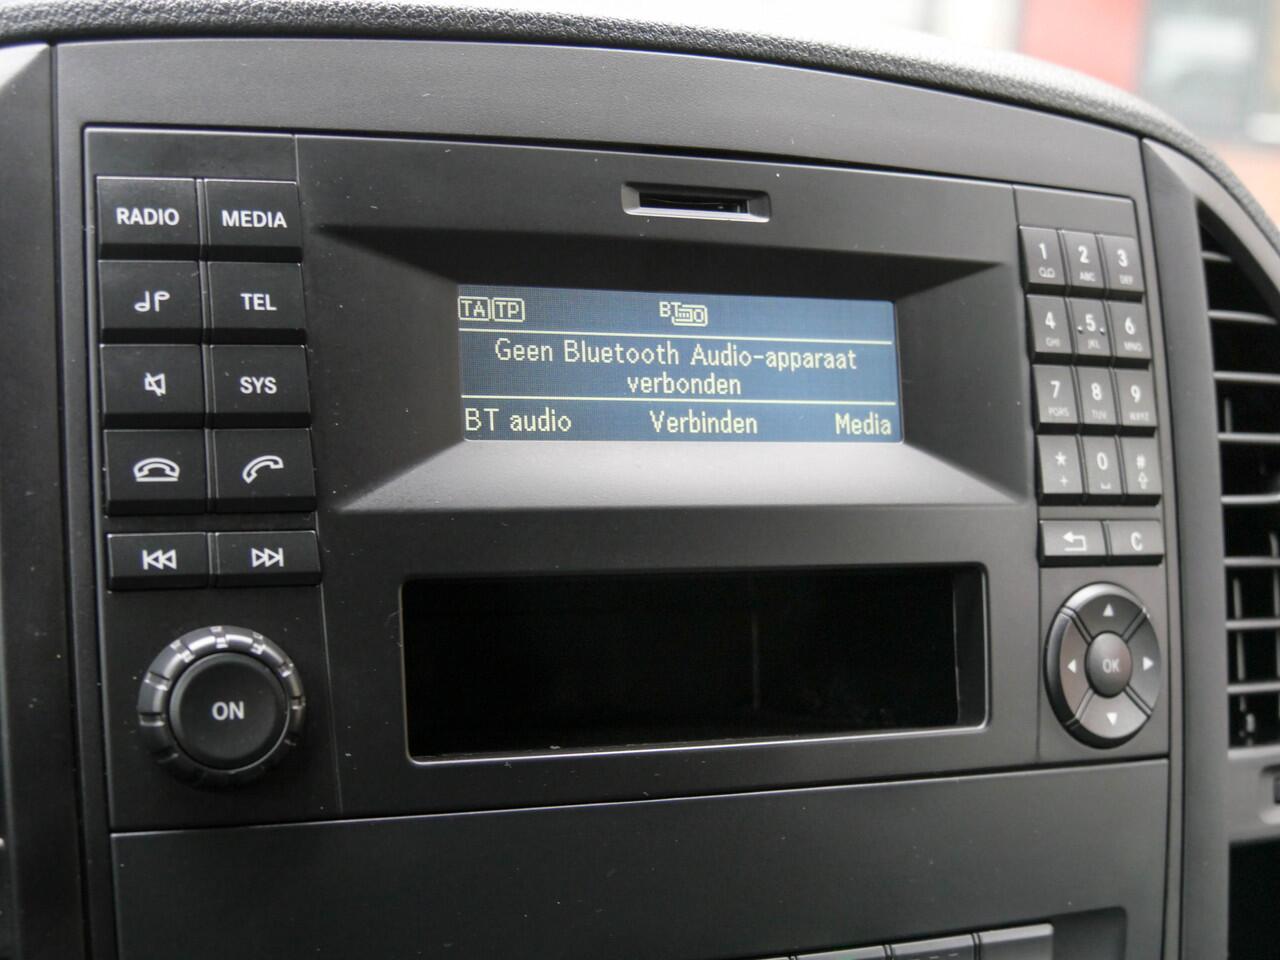 RADIO MEDIA
TEL
SYS
ON
TA TP BT
Geen Bluetooth Audio-apparaat
verbonden
BT audio Verbinden Media
1 2 3
ABC DEF
4 .5. 6
GHI JKL MNO
7 8 9
PQRS TUV WXYZ
* 0 #
+
C
OK